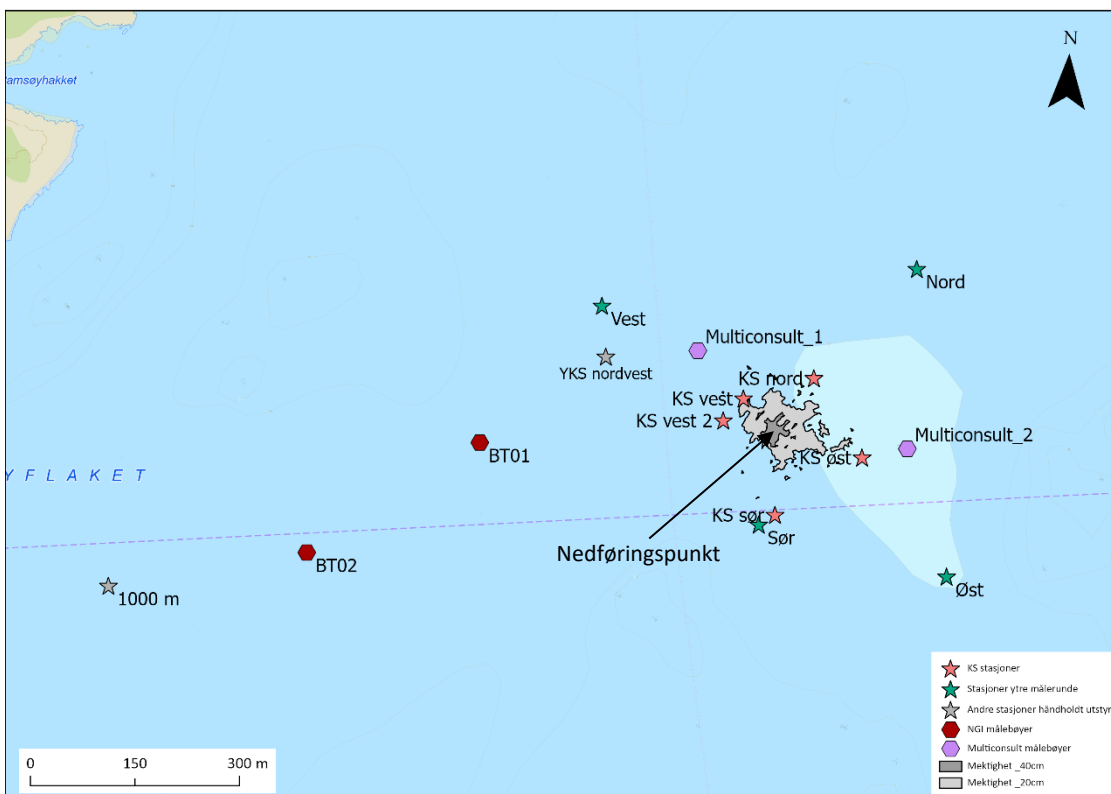 N
amsøyhakket
Nord
Vest
Multiconsult_1
YKS nordvest
KS nord
KS vest
KS vest 2
Multiconsult_2
BT01
KS øst
Y F L A K E T
KS sør
Sør
Nedføringspunkt
BT02
Øst
1000 m
KS stasjoner
Stasjoner ytre målerunde
Andre stasjoner håndholdt utstyr
NGI målebøyer
Multiconsult målebøyer
Mektighet _40cm
Mektighet _20cm
0 150 300 m